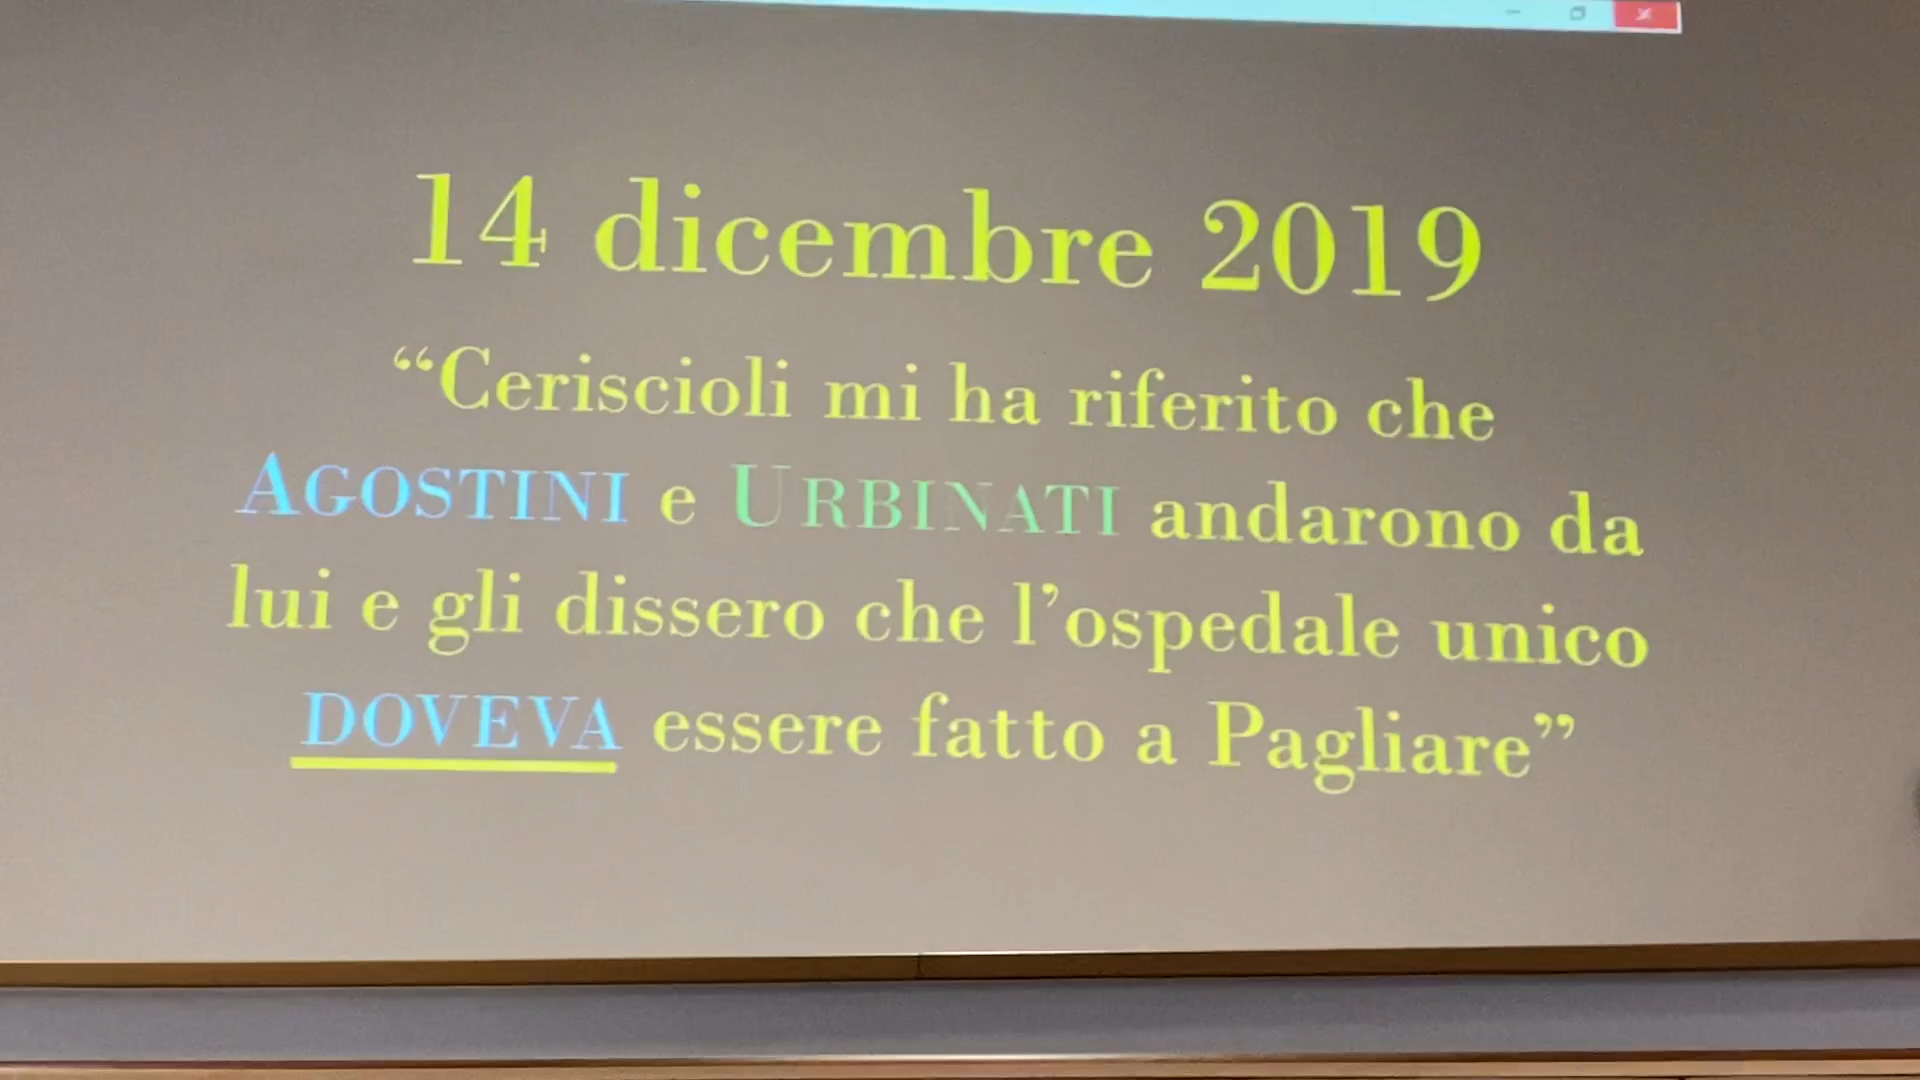 14 dicembre 2019
“Ceriscioli mi ha riferito che
AGOSTINI e URBINATI andarono da
lui e gli dissero che l’ospedale unico
DOVEVA essere fatto a Pagliare”